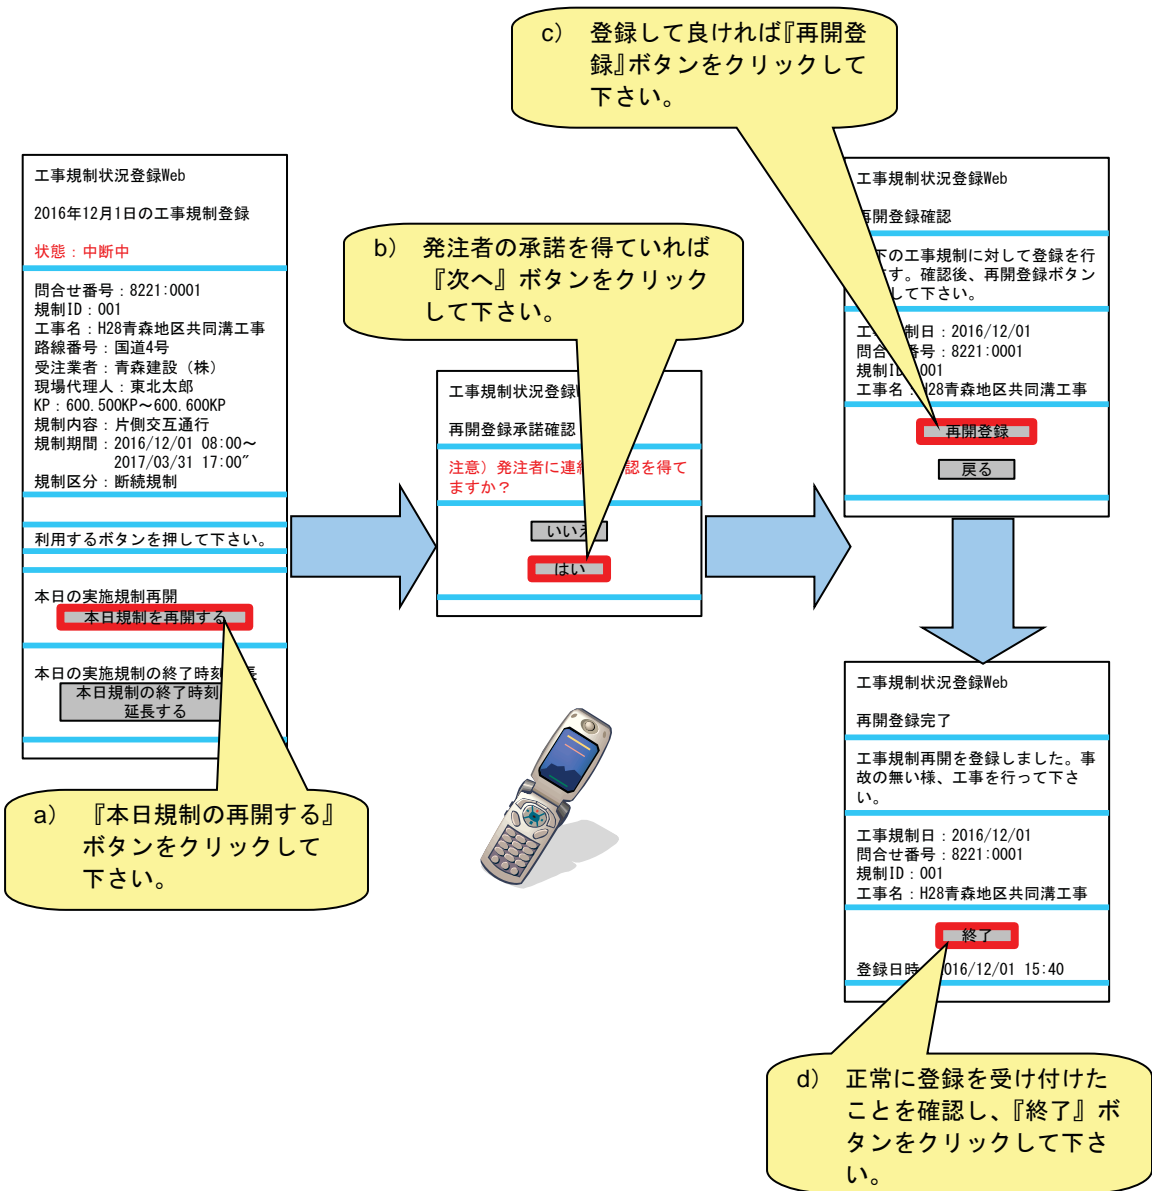 c) 登録して良ければ『再開登
録』ボタンをクリックして
下さい。
工事規制状況登録Web
2016年12月1日の工事規制登録
状態：中断中
問合せ番号：8221:0001
規制ID：001
工事名：H28青森地区共同溝工事
路線番号：国道4号
受注業者：青森建設（株）
現場代理人：東北太郎
KP：600.500KP～600.600KP
規制内容：片側交互通行
規制期間：2016/12/01 08:00～
2017/03/31 17:00″
規制区分：断続規制
利用するボタンを押して下さい。
本日の実施規制再開
本日規制を再開する
本日の実施規制の終了時刻
本日規制の終了時刻
延長する
a) 『本日規制の再開する』
ボタンをクリックして
下さい。
b) 発注者の承諾を得ていれば
『次へ』ボタンをクリック
して下さい。
工事規制状況登録
再開登録承諾確認
注意）発注者に連絡 認を得て
ますか？
いいえ
はい
工事規制状況登録Web
再開登録確認
下の工事規制に対して登録を行
す。確認後、再開登録ボタン
して下さい。
工 制日：2016/12/01
問合 番号：8221:0001
規制ID 001
工事名： H28青森地区共同溝工事
再開登録
戻る
工事規制状況登録Web
再開登録完了
工事規制再開を登録しました。事
故の無い様、工事を行って下さ
い。
工事規制日：2016/12/01
問合せ番号：8221:0001
規制ID：001
工事名：H28青森地区共同溝工事
終了
登録日時 016/12/01 15:40
d) 正常に登録を受け付けた
ことを確認し、『終了』ボ
タンをクリックして下さ
い。